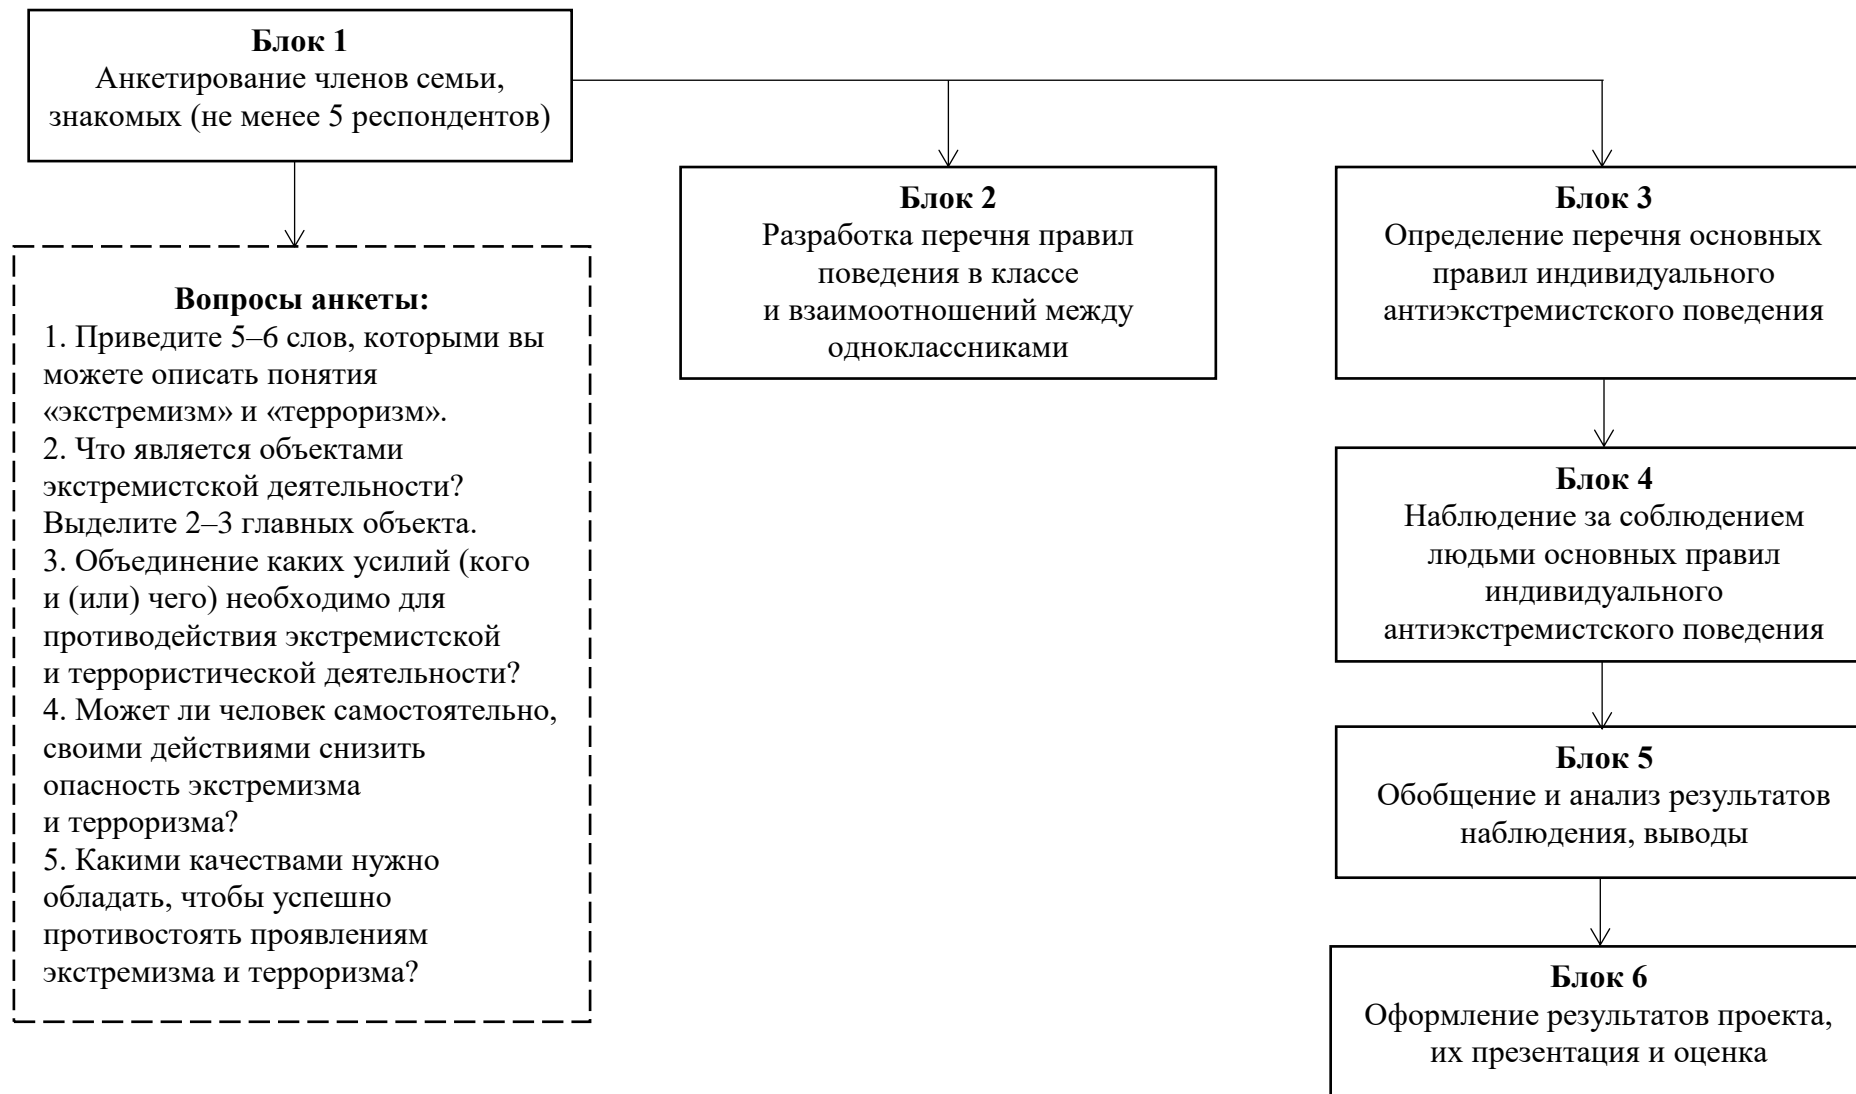 Блок 1
Анкетирование членов семьи,
знакомых (не менее 5 респондентов)
Вопросы анкеты:
1. Приведите 5–6 слов, которыми вы
можете описать понятия
«экстремизм» и «терроризм».
2. Что является объектами
экстремистской деятельности?
Выделите 2–3 главных объекта.
3. Объединение каких усилий (кого
и (или) чего) необходимо для
противодействия экстремистской
и террористической деятельности?
4. Может ли человек самостоятельно,
своими действиями снизить
опасность экстремизма
и терроризма?
5. Какими качествами нужно
обладать, чтобы успешно
противостоять проявлениям
экстремизма и терроризма?
Блок 2
Разработка перечня правил
поведения в классе
и взаимоотношений между
одноклассниками
Блок 3
Определение перечня основных
правил индивидуального
антиэкстремистского поведения
Блок 4
Наблюдение за соблюдением
людьми основных правил
индивидуального
антиэкстремистского поведения
Блок 5
Обобщение и анализ результатов
наблюдения, выводы
Блок 6
Оформление результатов проекта,
их презентация и оценка